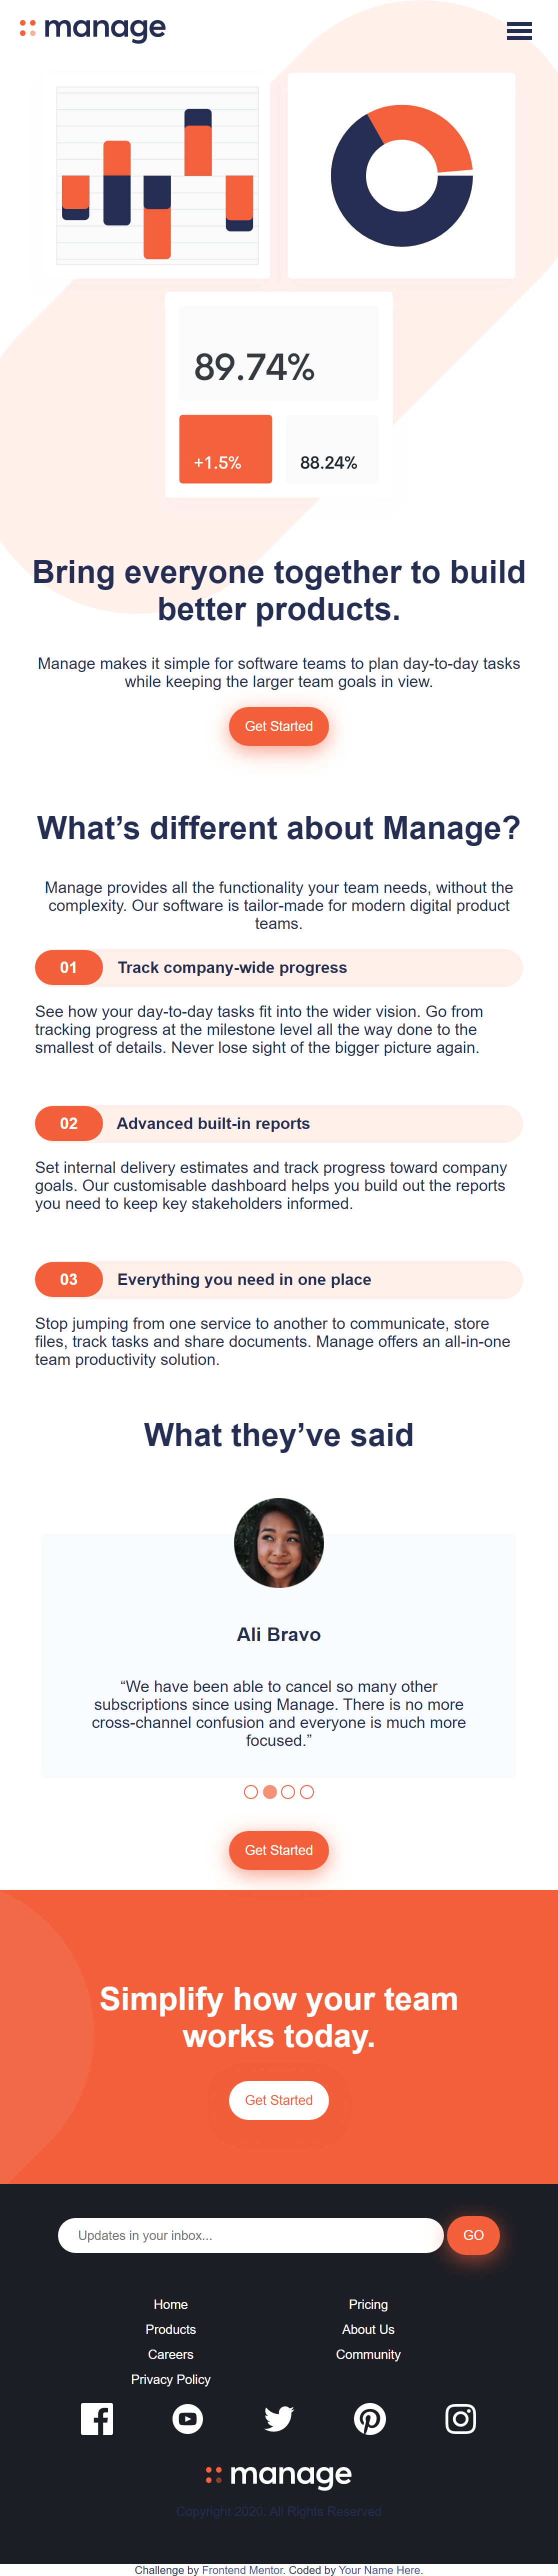 manage
89.74%
+1.5%
88.24%
Bring everyone together to build
better products.
Manage makes it simple for software teams to plan day-to-day tasks
while keeping the larger team goals in view.
Get Started
What’s different about Manage?
Manage provides all the functionality your team needs, without the
complexity. Our software is tailor-made for modern digital product
teams.
01 Track company-wide progress
See how your day-to-day tasks fit into the wider vision. Go from
tracking progress at the milestone level all the way done to the
smallest of details. Never lose sight of the bigger picture again.
02 Advanced built-in reports
Set internal delivery estimates and track progress toward company
goals. Our customisable dashboard helps you build out the reports
you need to keep key stakeholders informed.
03 Everything you need in one place
Stop jumping from one service to another to communicate, store
files, track tasks and share documents. Manage offers an all-in-one
team productivity solution.
What they’ve said
Ali Bravo
“We have been able to cancel so many other
subscriptions since using Manage. There is no more
cross-channel confusion and everyone is much more
focused.”
Get Started
Simplify how your team
works today.
Get Started
Updates in your inbox... GO
Home Pricing
Products About Us
Careers Community
Privacy Policy
manage
Copyright 2020. All Rights Reserved
Challenge by Frontend Mentor. Coded by Your Name Here.